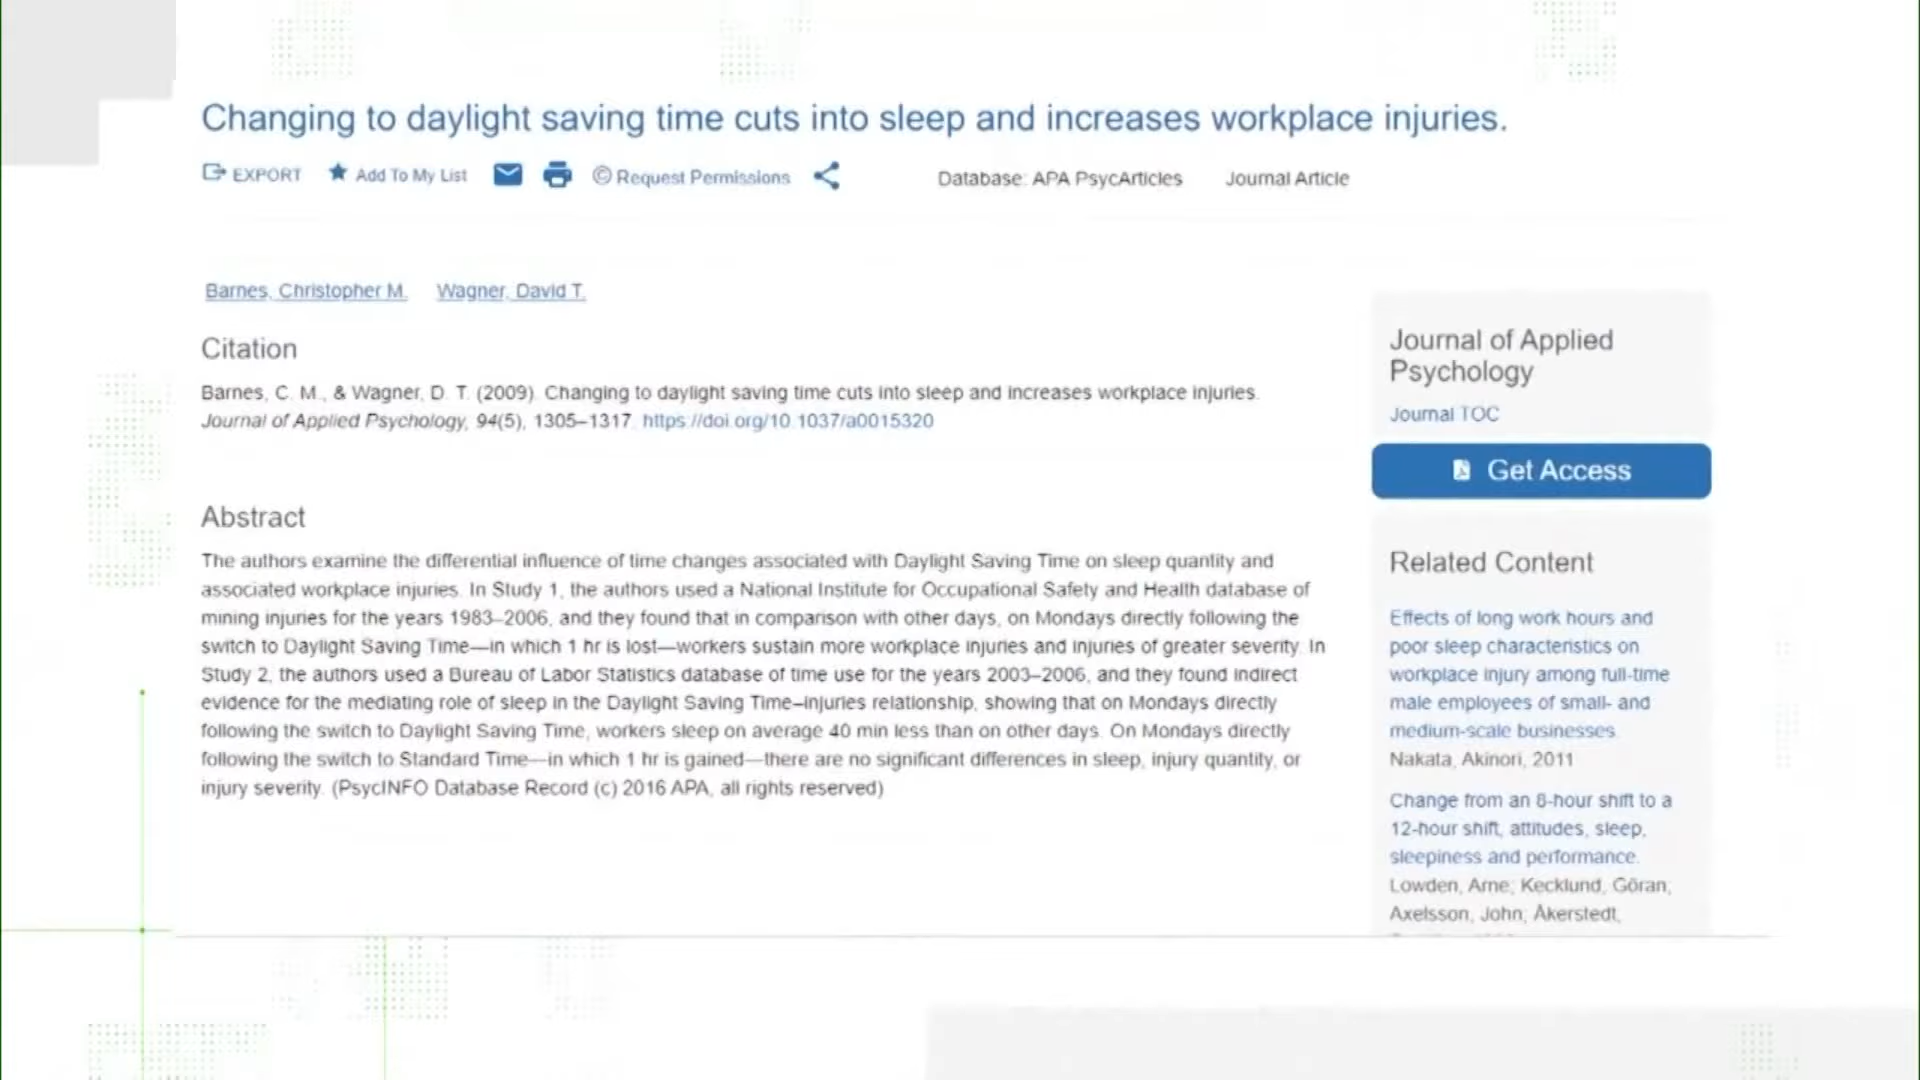 Changing to daylight saving time cuts into sleep and increases workplace injuries.
EXPORT Add To My List Request Permissions Database: APA PsycArticles Journal Article
Barnes, Christopher M. Wagner, David T.
Citation
Barnes, C. M., & Wagner, D. T. (2009). Changing to daylight saving time cuts into sleep and increases workplace injuries.
Journal of Applied Psychology, 94(5), 1305–1317. https://doi.org/10.1037/a0015320
Abstract
The authors examine the differential influence of time changes associated with Daylight Saving Time on sleep quantity and
associated workplace injuries. In Study 1, the authors used a National Institute for Occupational Safety and Health database of
mining injuries for the years 1983–2006, and they found that in comparison with other days, on Mondays directly following the
switch to Daylight Saving Time—in which 1 hr is lost—workers sustain more workplace injuries and injuries of greater severity. In
Study 2, the authors used a Bureau of Labor Statistics database of time use for the years 2003–2006, and they found indirect
evidence for the mediating role of sleep in the Daylight Saving Time–injuries relationship, showing that on Mondays directly
following the switch to Daylight Saving Time, workers sleep on average 40 min less than on other days. On Mondays directly
following the switch to Standard Time—in which 1 hr is gained—there are no significant differences in sleep, injury quantity, or
injury severity. (PsycINFO Database Record (c) 2016 APA, all rights reserved)
Journal of Applied
Psychology
Journal TOC
Get Access
Related Content
Effects of long work hours and
poor sleep characteristics on
workplace injury among full-time
male employees of small- and
medium-scale businesses.
Nakata, Akinori, 2011
Change from an 8-hour shift to a
12-hour shift, attitudes, sleep,
sleepiness and performance.
Lowden, Arne; Kecklund, Göran;
Axelsson, John; Åkerstedt,